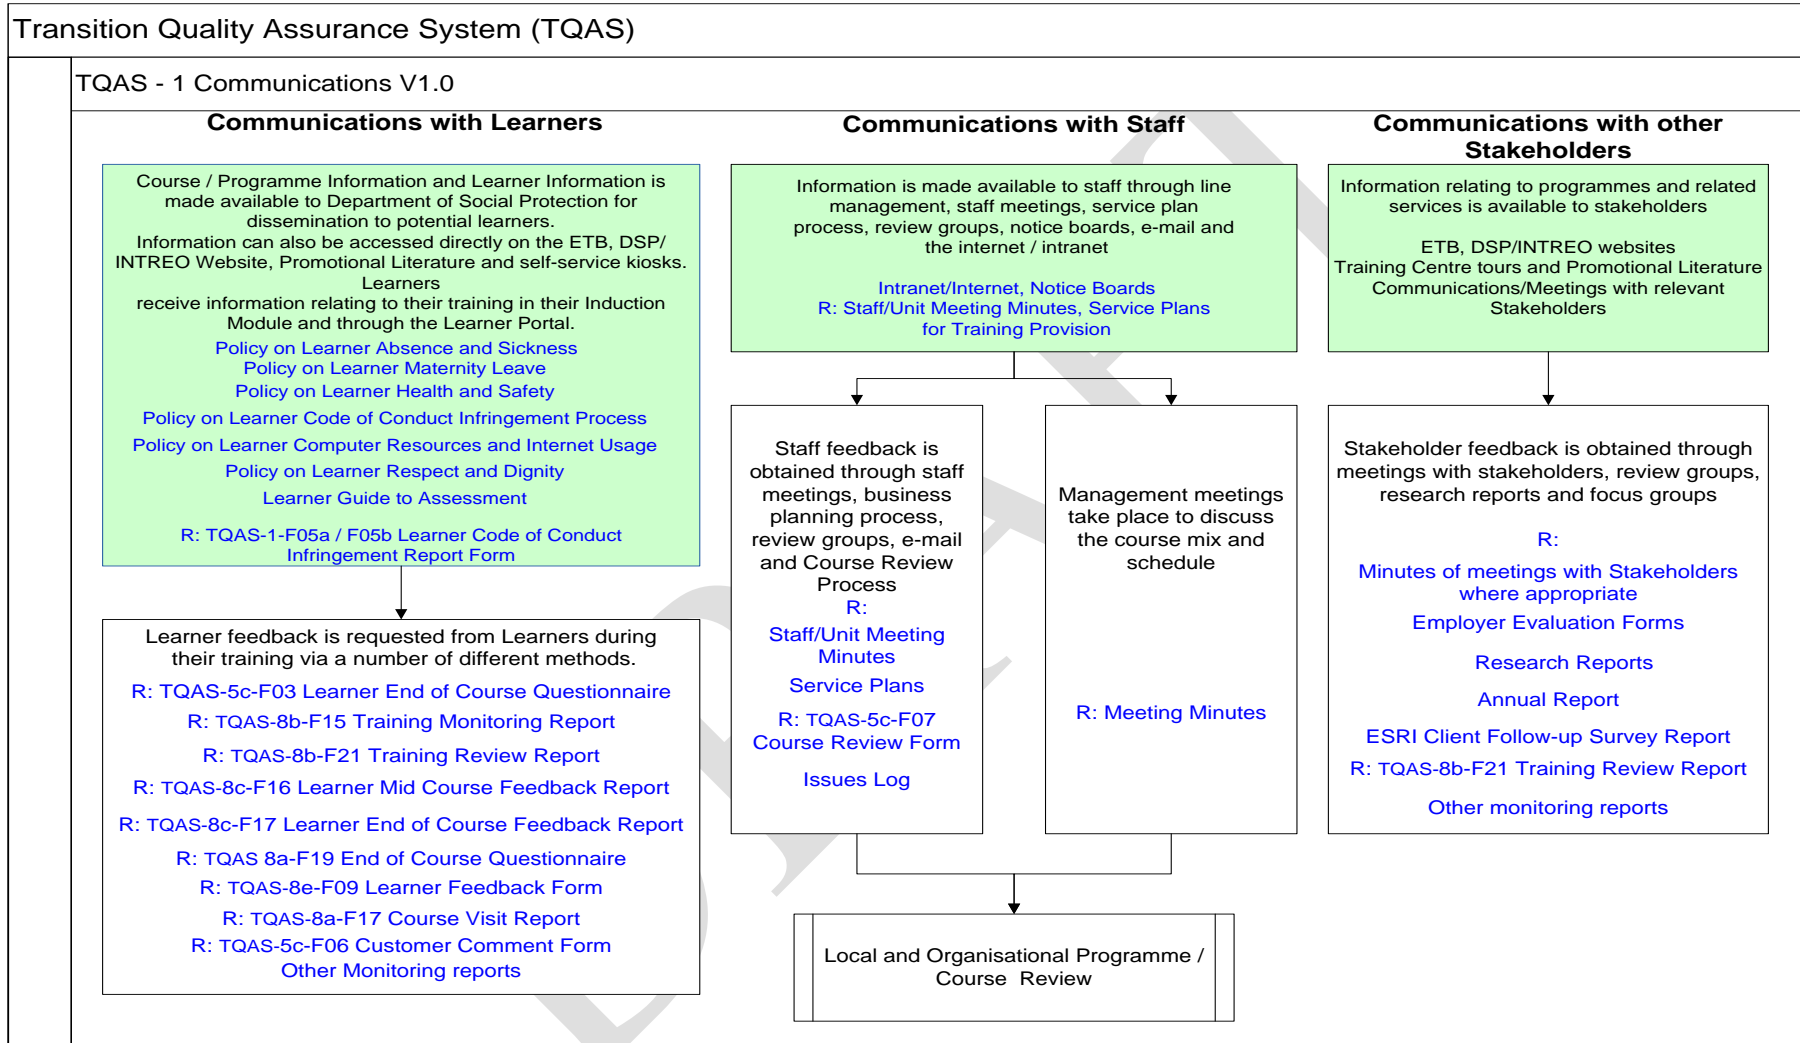 Transition Quality Assurance System (TQAS)
TQAS - 1 Communications V1.0
Communications with Learners
Course / Programme Information and Learner Information is
made available to Department of Social Protection for
dissemination to potential learners.
Information can also be accessed directly on the ETB, DSP/
INTREO Website, Promotional Literature and self-service kiosks.
Learners
receive information relating to their training in their Induction
Module and through the Learner Portal.
Policy on Learner Absence and Sickness
Policy on Learner Maternity Leave
Policy on Learner Health and Safety
Policy on Learner Code of Conduct Infringement Process
Policy on Learner Computer Resources and Internet Usage
Policy on Learner Respect and Dignity
Learner Guide to Assessment
R: TQAS-1-F05a / F05b Learner Code of Conduct
Infringement Report Form
Learner feedback is requested from Learners during
their training via a number of different methods.
R: TQAS-5c-F03 Learner End of Course Questionnaire
R: TQAS-8b-F15 Training Monitoring Report
R: TQAS-8b-F21 Training Review Report
R: TQAS-8c-F16 Learner Mid Course Feedback Report
R: TQAS-8c-F17 Learner End of Course Feedback Report
R: TQAS 8a-F19 End of Course Questionnaire
R: TQAS-8e-F09 Learner Feedback Form
R: TQAS-8a-F17 Course Visit Report
R: TQAS-5c-F06 Customer Comment Form
Other Monitoring reports
Communications with Staff
Information is made available to staff through line
management, staff meetings, service plan
process, review groups, notice boards, e-mail and
the internet / intranet
Intranet/Internet, Notice Boards
R: Staff/Unit Meeting Minutes, Service Plans
for Training Provision
Staff feedback is
obtained through staff
meetings, business
planning process,
review groups, e-mail
and Course Review
Process
R:
Staff/Unit Meeting
Minutes
Service Plans
R: TQAS-5c-F07
Course Review Form
Issues Log
Management meetings
take place to discuss
the course mix and
schedule
R: Meeting Minutes
Local and Organisational Programme /
Course  Review
Communications with other
Stakeholders
Information relating to programmes and related
services is available to stakeholders
ETB, DSP/INTREO websites
Training Centre tours and Promotional Literature
Communications/Meetings with relevant
Stakeholders
Stakeholder feedback is obtained through
meetings with stakeholders, review groups,
research reports and focus groups
R:
Minutes of meetings with Stakeholders
where appropriate
Employer Evaluation Forms
Research Reports
Annual Report
ESRI Client Follow-up Survey Report
R: TQAS-8b-F21 Training Review Report
Other monitoring reports
DRAFT